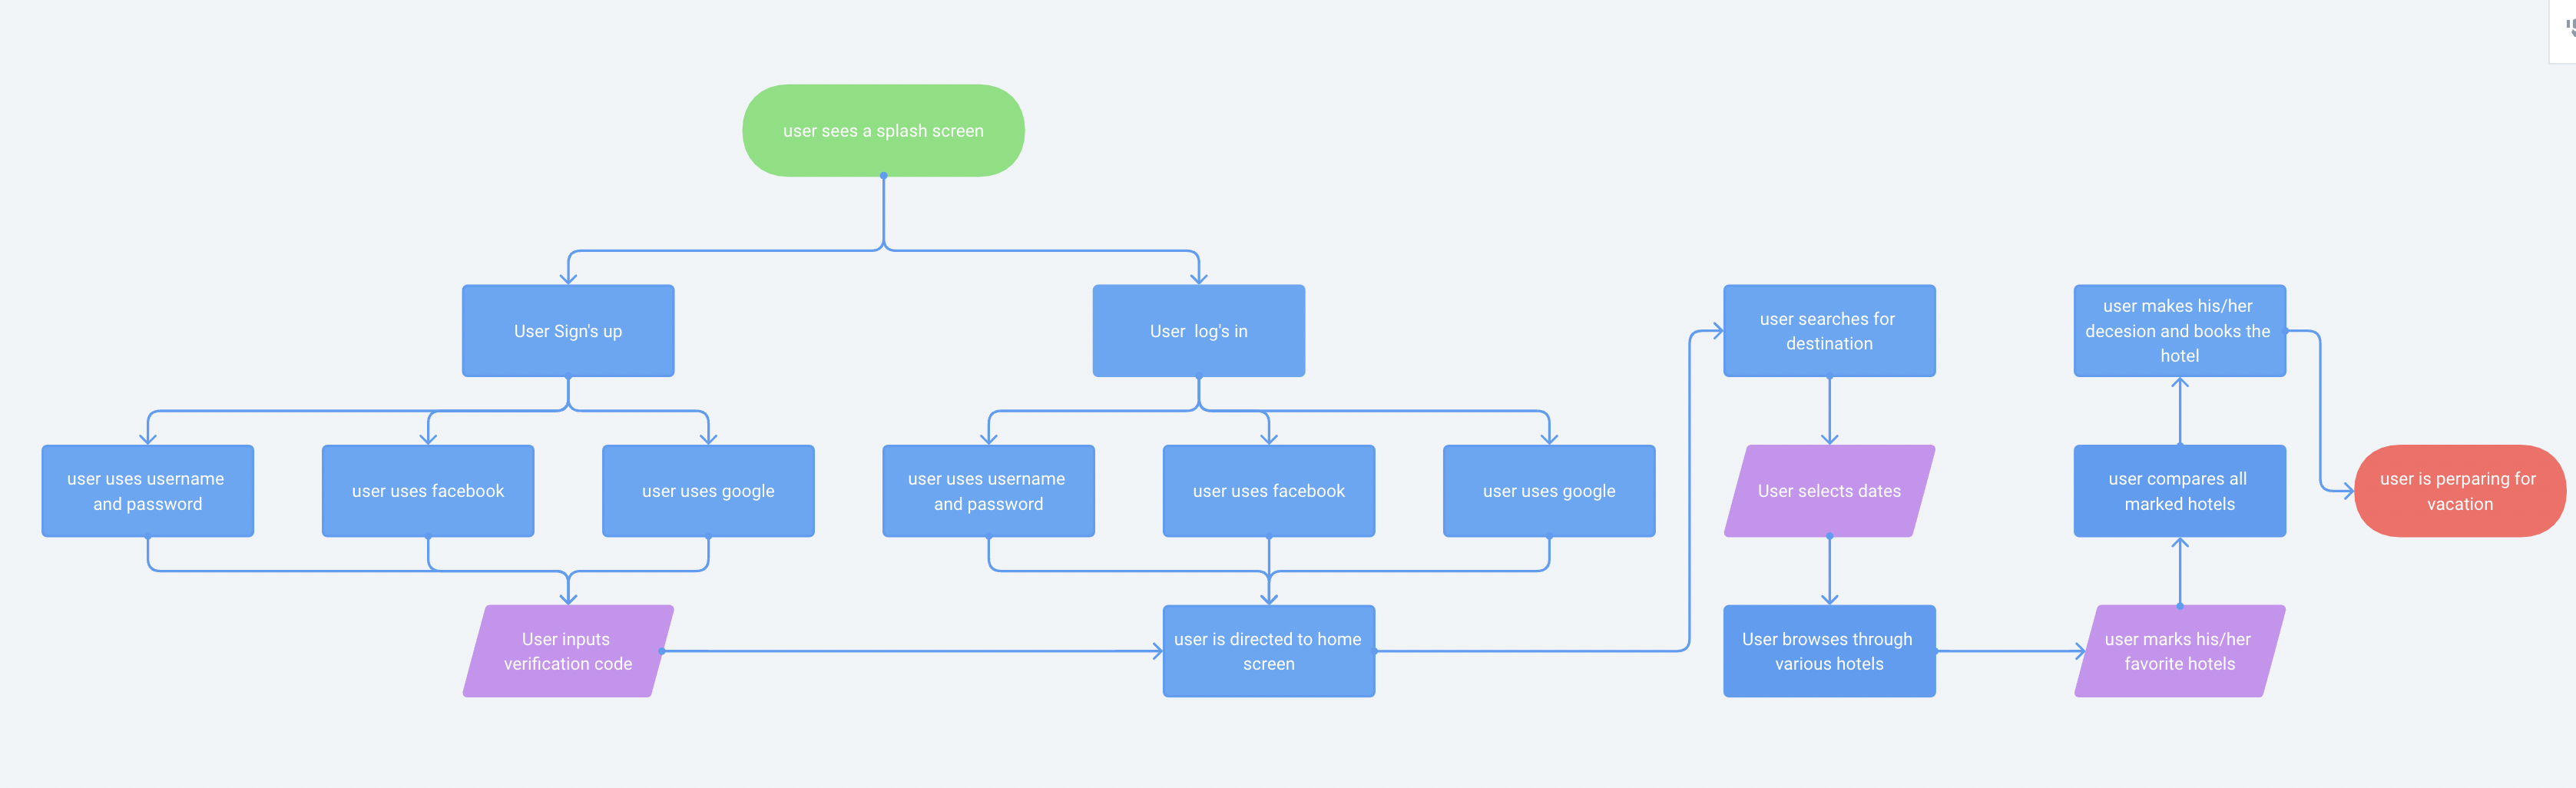 user sees a splash screen
User Sign's up
User  log's in
user searches for
destination
user makes his/her
decesion and books the
hotel
user uses username
and password
user uses facebook
user uses google
user uses username
and password
user uses facebook
user uses google
User selects dates
user compares all
marked hotels
user is perparing for
vacation
User inputs
verification code
user is directed to home
screen
User browses through
various hotels
user marks his/her
favorite hotels